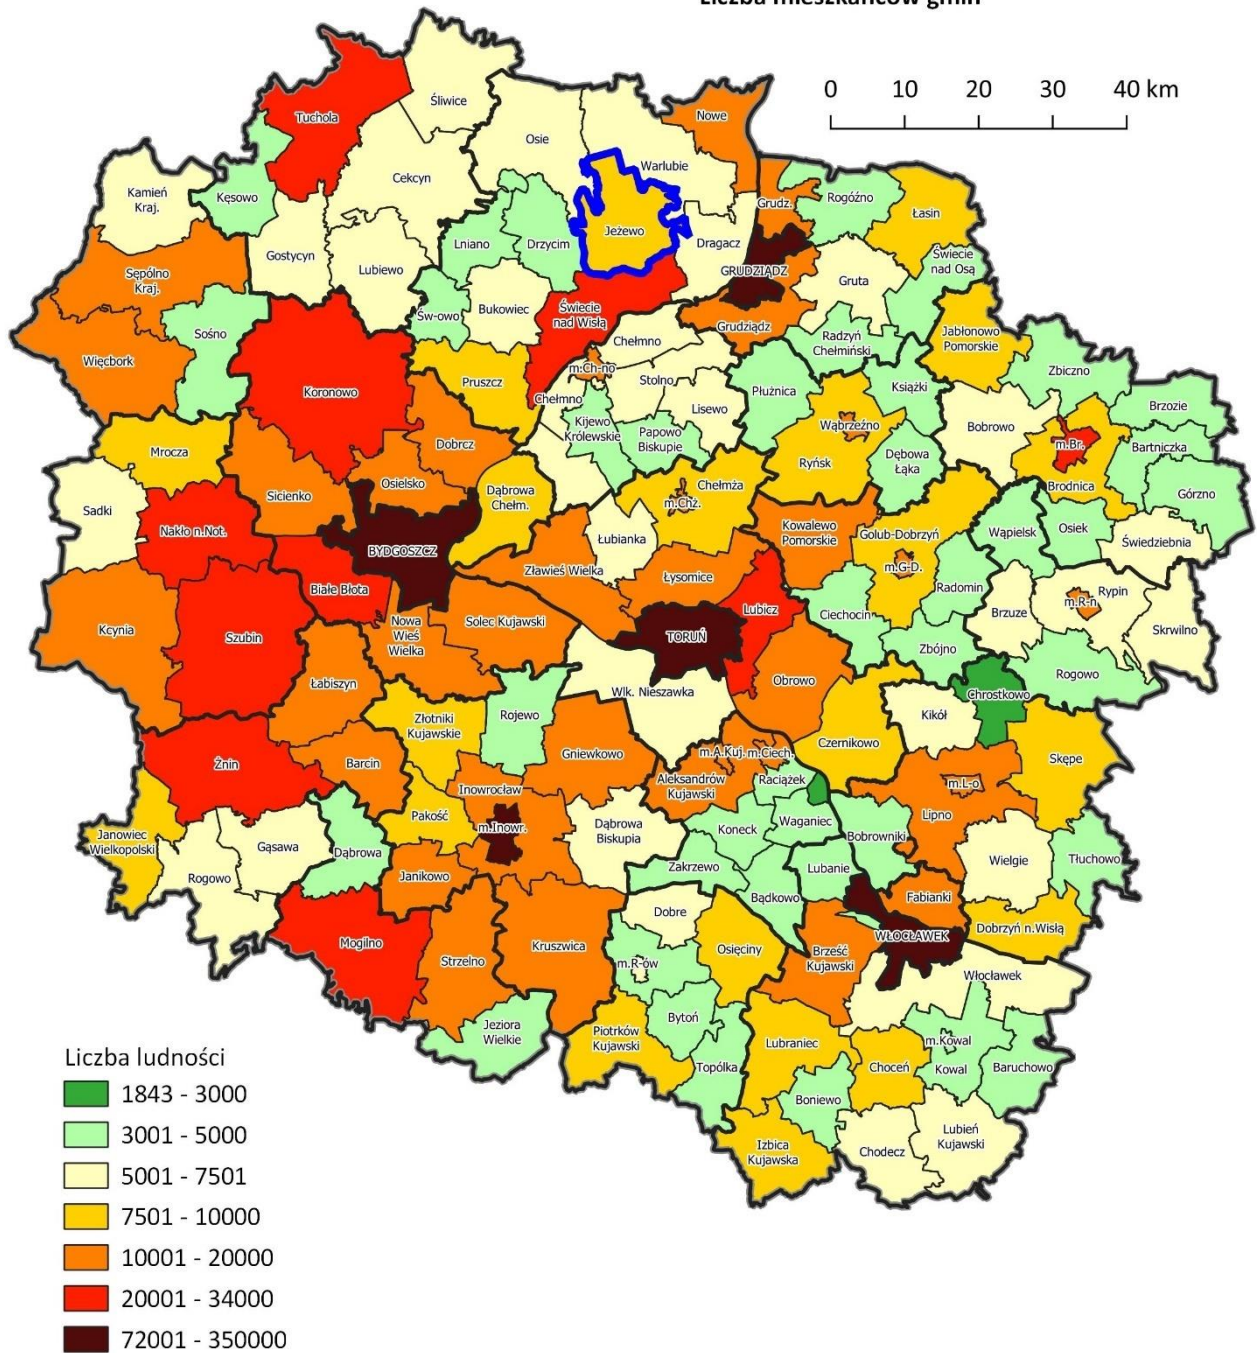 Liczba mieszkańców gmin
0 10 20 30 40 km
Śliwice
Tuchola
Nowe
Osie
Warlubie
Cekcyn
Kamień
Kraj.
Kęsowo
Rogóźno
Grudz.
Łasin
Jeżewo
Lniano
Drzycim
Dragacz
Gostycyn
Lubiewo
Sępólno
Kraj.
Świecie
nad Osą
GRUDZIĄDZ
Gruta
Św-owo
Bukowiec
Świecie
nad Wisłą
Sośno
Grudziądz
Radzyń
Chełmiński
Jabłonowo
Pomorskie
Chełmno
Więcbork
m.Ch-no
Zbiczno
Pruszcz
Stolno
Koronowo
Płużnica
Książki
Chełmno
Lisewo
Brzozie
Kijewo
Królewskie
Papowo
Biskupie
Wąbrzeźno
Bobrowo
m.Br.
Dobrcz
Bartniczka
Mrocza
Ryńsk
Dębowa
Łąka
Osielsko
Dąbrowa
Chełm.
Chełmża
Brodnica
Górzno
Sicienko
m.Chż.
Sadki
Kowalewo
Pomorskie
Golub-Dobrzyń
Wąpielsk
Osiek
Nakło n.Not.
Łubianka
Świedziebnia
BYDGOSZCZ
m.G-D.
Zławieś Wielka
Łysomice
Radomin
Białe Błota
Rypin
m.R-n
Lubicz
Ciechocin
Brzuze
Solec Kujawski
Nowa
Wieś
Wielka
Kcynia
Skrwilno
Szubin
TORUŃ
Zbójno
Rogowo
Obrowo
Łabiszyn
Wlk. Nieszawka
Chrostkowo
Kikół
Rojewo
Złotniki
Kujawskie
Czernikowo
Gniewkowo
m.A.Kuj.
m.Ciech.
Skępe
Żnin
Barcin
Aleksandrów
Kujawski
Raciążek
m.L-o
Inowrocław
Pakość
Lipno
m.Inowr.
Dąbrowa
Biskupia
Koneck
Waganiec
Bobrowniki
Janowiec
Wielkopolski
Gąsawa
Dąbrowa
Wielgie
Tłuchowo
Rogowo
Janikowo
Zakrzewo
Lubanie
Bądkowo
Fabianki
Dobre
Dobrzyń n.Wisłą
Mogilno
Kruszwica
Osięciny
Brześć
Kujawski
WŁOCŁAWEK
Strzelno
m.R-ów
Włocławek
Jeziora
Wielkie
Bytoń
Piotrków
Kujawski
Lubraniec
m.Kowal
Topólka
Choceń
Kowal
Baruchowo
Boniewo
Lubień
Kujawski
Izbica
Kujawska
Chodecz
Liczba ludności
1843 - 3000
3001 - 5000
5001 - 7501
7501 - 10000
10001 - 20000
20001 - 34000
72001 - 350000